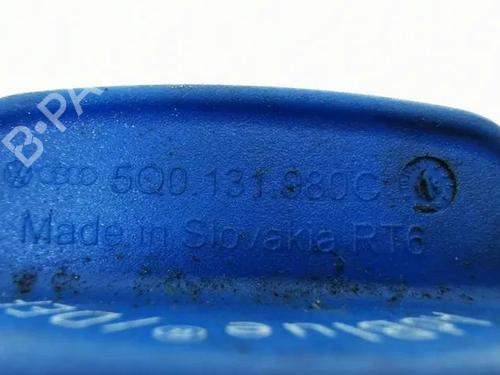 B-PA
5Q0.131.980C
Made in Slovakia RT6